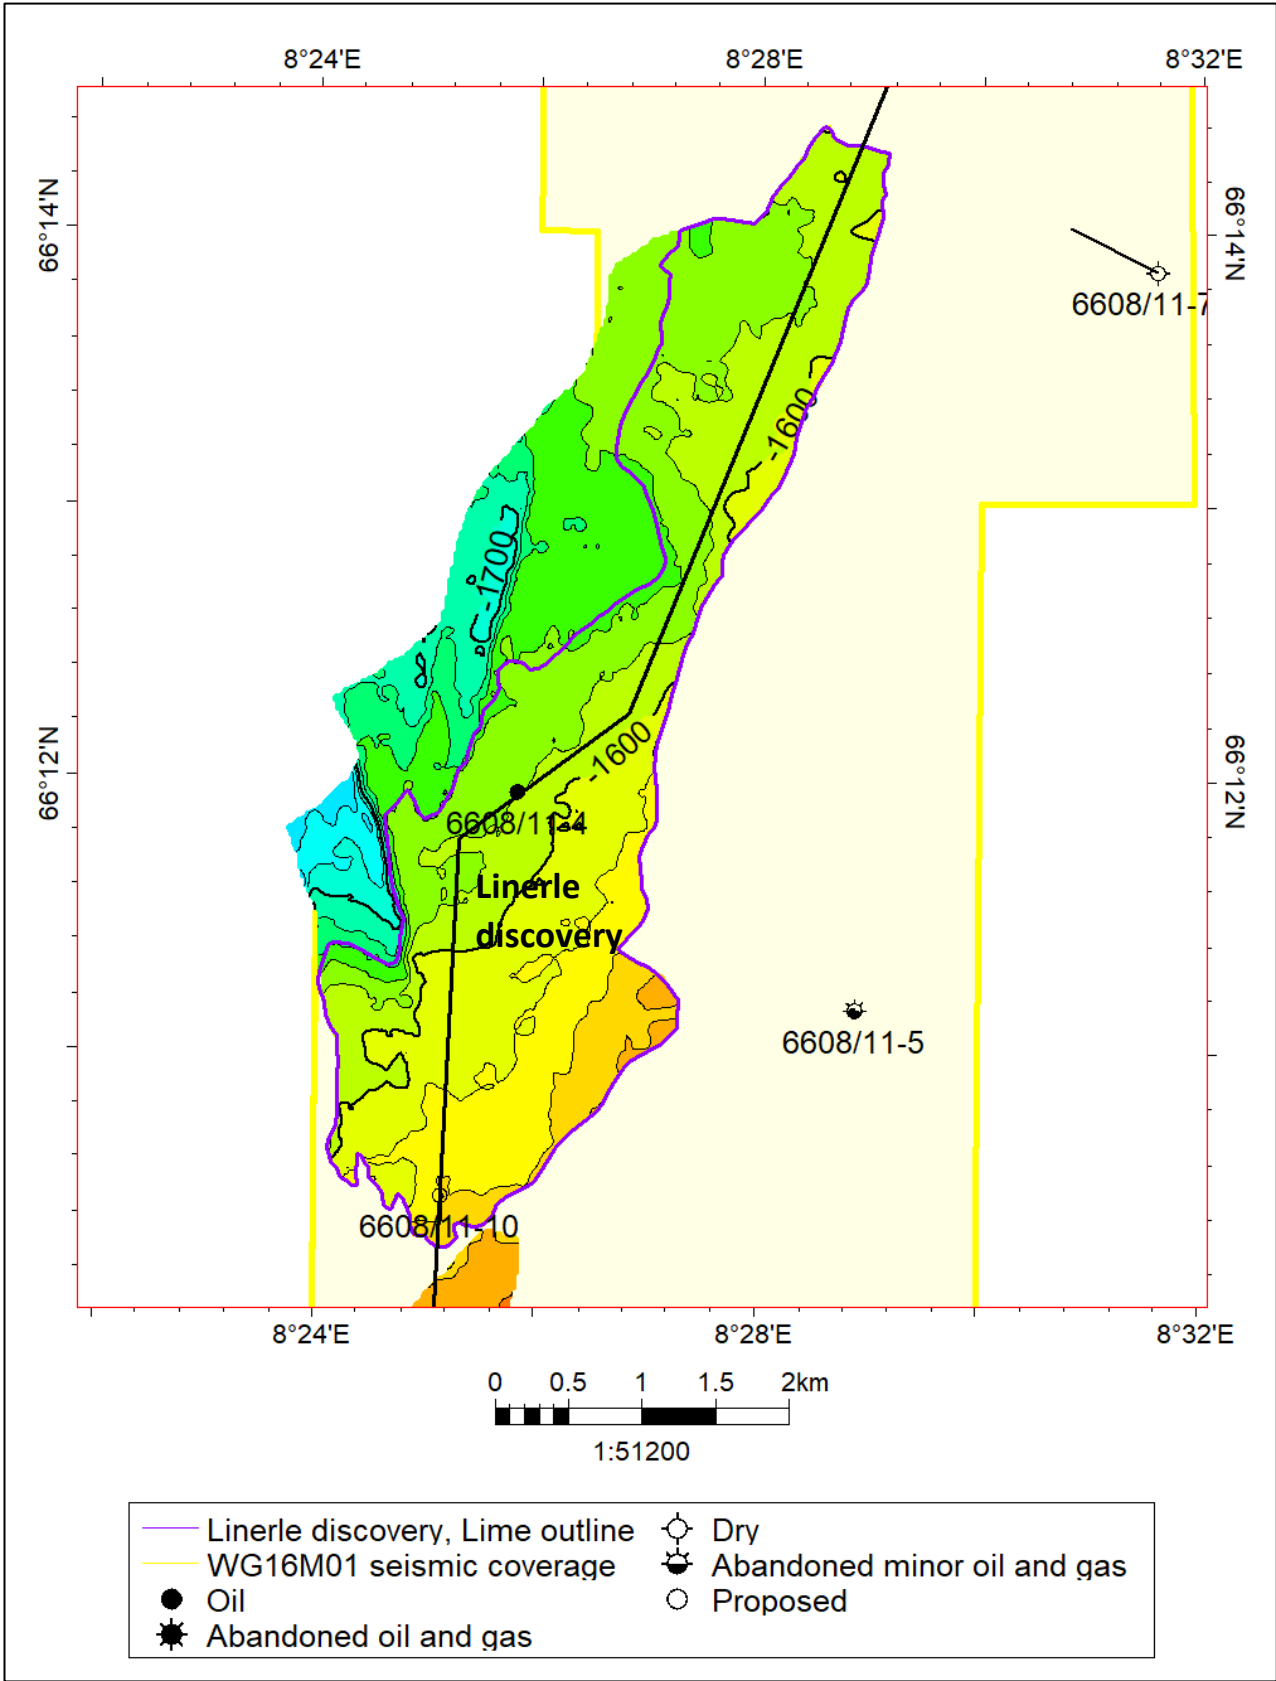 8°24'E 8°28'E 8°32'E
66°14'N 66°14'N
6608/11-7
-1600
-1700
66°12'N 66°12'N
-1600
6608/11-4
Linerle
discovery
6608/11-5
6608/11-10
8°24'E 8°28'E 8°32'E
0 0.5 1 1.5 2km
1:51200
Linerle discovery, Lime outline Dry
WG16M01 seismic coverage Abandoned minor oil and gas
Oil Proposed
Abandoned oil and gas